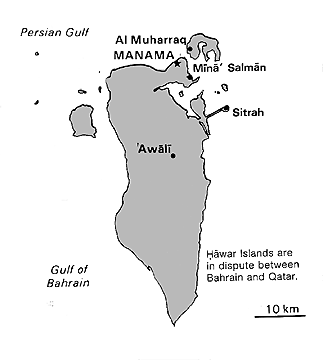 Persian Gulf
Al Muharraq
MANAMA
Mīnā' Salmān
Sitrah
'Awālī
Ḥāwar Islands are
in dispute between
Bahrain and Qatar.
Gulf of
Bahrain
10 km